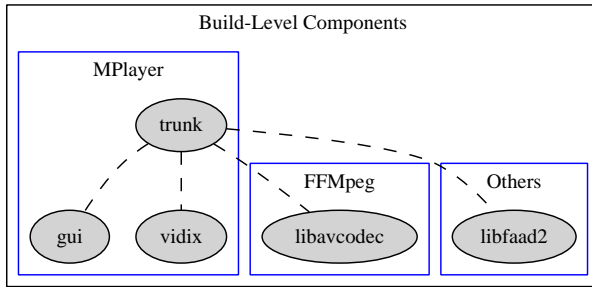 Build-Level Components
MPlayer
trunk
FFMpeg
Others
gui
vidix
libavcodec
libfaad2